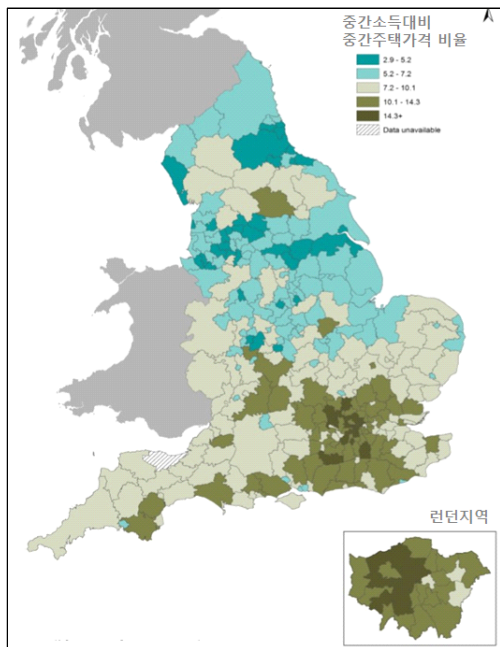 중간소득대비
중간주택가격 비율
2.9 - 5.2
5.2 - 7.2
7.2 - 10.1
10.1 - 14.3
14.3+
Data unavailable
런던지역